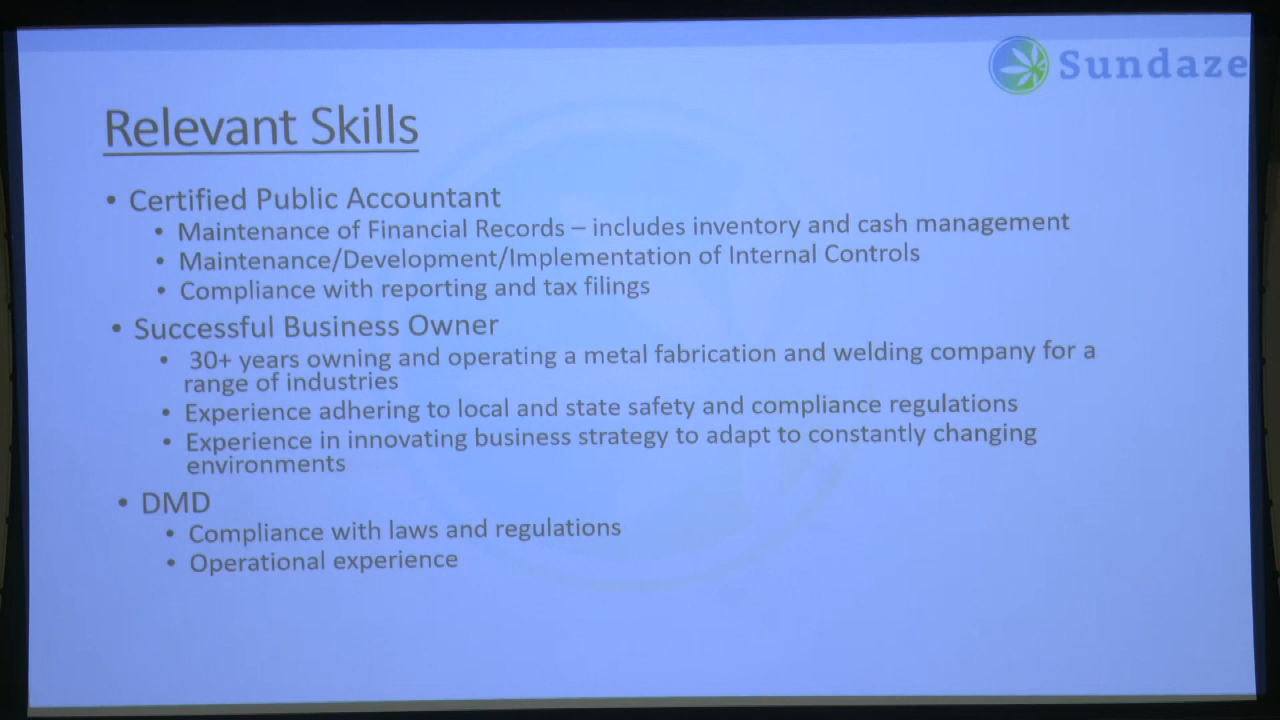 Sundaze
Relevant Skills
• Certified Public Accountant
• Maintenance of Financial Records – includes inventory and cash management
• Maintenance/Development/Implementation of Internal Controls
• Compliance with reporting and tax filings
• Successful Business Owner
• 30+ years owning and operating a metal fabrication and welding company for a
range of industries
• Experience adhering to local and state safety and compliance regulations
• Experience in innovating business strategy to adapt to constantly changing
environments
• DMD
• Compliance with laws and regulations
• Operational experience